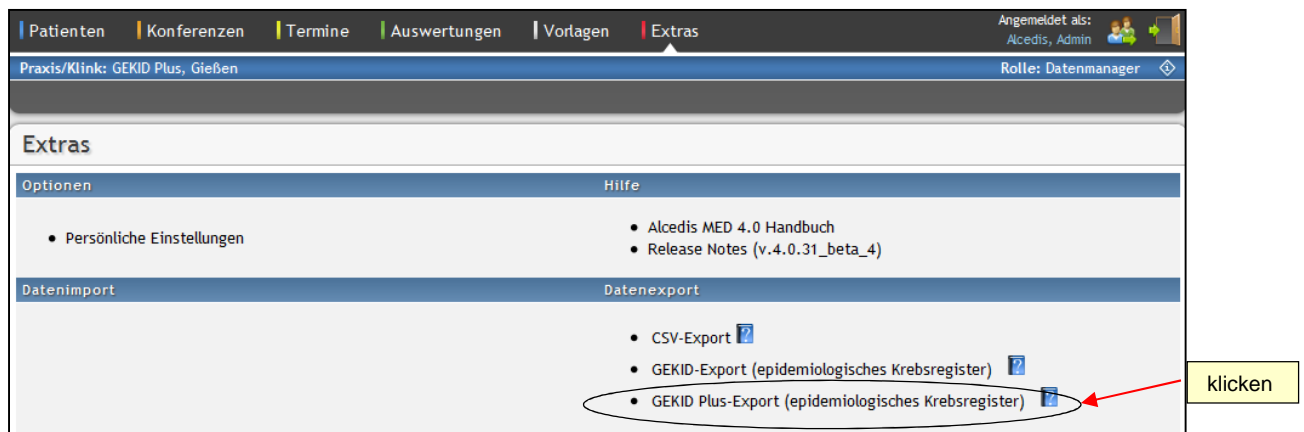 Patienten Konferenzen Termine Auswertungen Vorlagen Extras
Angemeldet als:
Alcedis, Admin
Praxis/Klink: GEKID Plus, Gießen Rolle: Datenmanager
Extras
Optionen Hilfe
• Persönliche Einstellungen
• Alcedis MED 4.0 Handbuch
• Release Notes (v.4.0.31_beta_4)
Datenimport Datenexport
• CSV-Export ?
• GEKID-Export (epidemiologisches Krebsregister) ?
• GEKID Plus-Export (epidemiologisches Krebsregister) ?
klicken